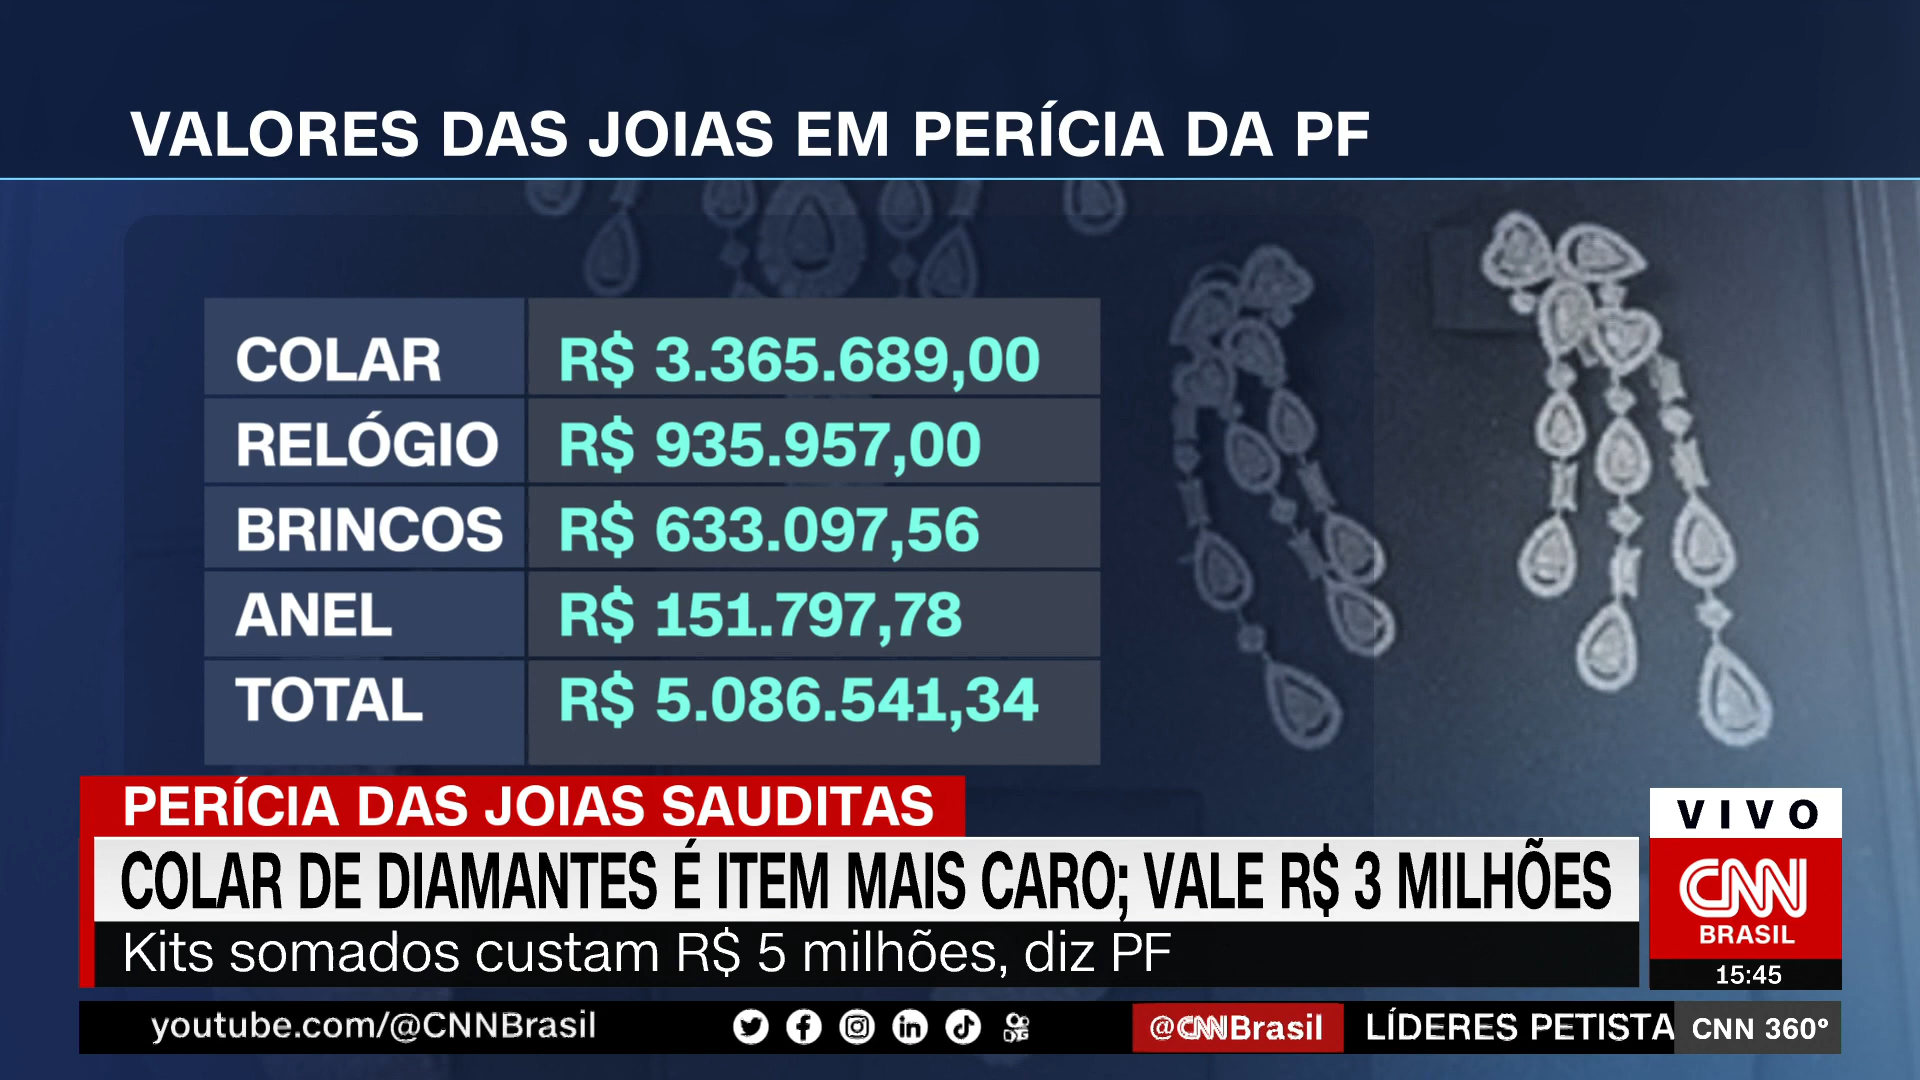 VALORES DAS JOIAS EM PERÍCIA DA PF
COLAR R$ 3.365.689,00
RELÓGIO R$ 935.957,00
BRINCOS R$ 633.097,56
ANEL R$ 151.797,78
TOTAL R$ 5.086.541,34
PERÍCIA DAS JOIAS SAUDITAS
COLAR DE DIAMANTES É ITEM MAIS CARO; VALE R$ 3 MILHÕES
Kits somados custam R$ 5 milhões, diz PF
VIVO
CNN
BRASIL
15:45
youtube.com/@CNNBrasil
@CNNBrasil LÍDERES PETISTA CNN 360°